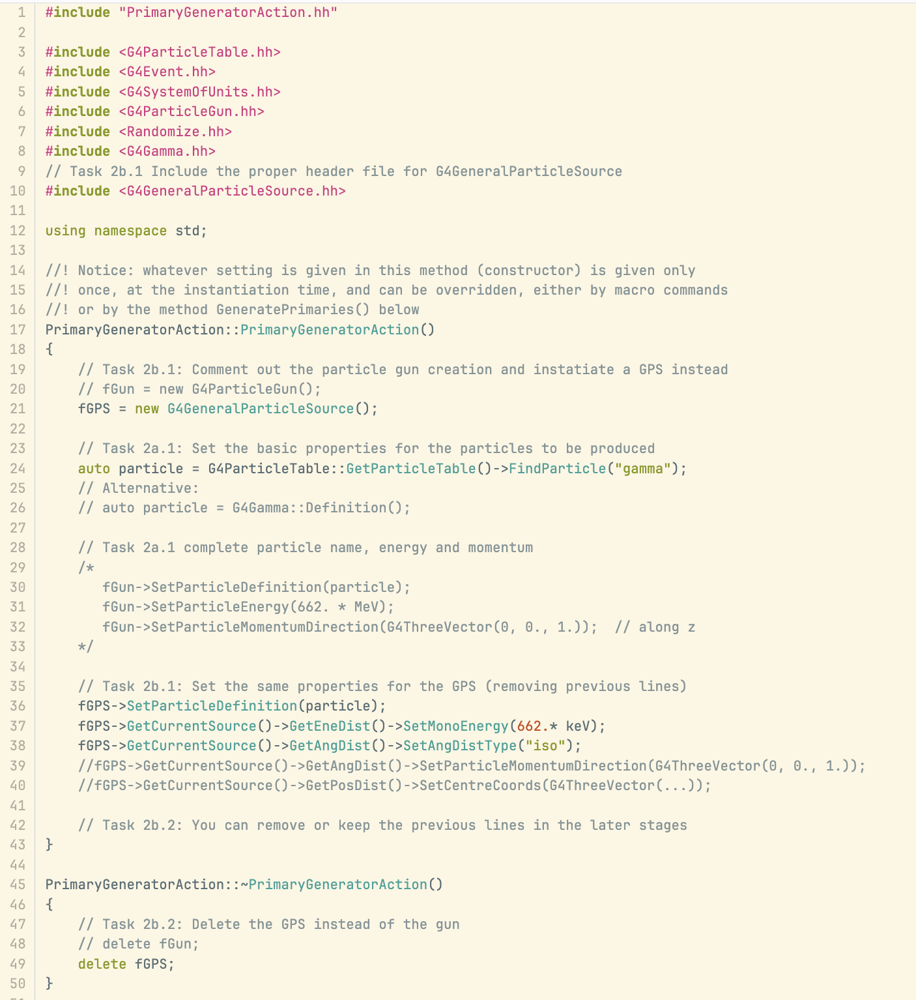 1 #include "PrimaryGeneratorAction.hh"
2
3 #include <G4ParticleTable.hh>
4 #include <G4Event.hh>
5 #include <G4SystemOfUnits.hh>
6 #include <G4ParticleGun.hh>
7 #include <Randomize.hh>
8 #include <G4Gamma.hh>
9 // Task 2b.1 Include the proper header file for G4GeneralParticleSource
10 #include <G4GeneralParticleSource.hh>
11
12 using namespace std;
13
14 //! Notice: whatever setting is given in this method (constructor) is given only
15 //! once, at the instantiation time, and can be overridden, either by macro commands
16 //! or by the method GeneratePrimaries() below
17 PrimaryGeneratorAction::PrimaryGeneratorAction()
18 {
19     // Task 2b.1: Comment out the particle gun creation and instatiate a GPS instead
20     // fGun = new G4ParticleGun();
21     fGPS = new G4GeneralParticleSource();
22
23     // Task 2a.1: Set the basic properties for the particles to be produced
24     auto particle = G4ParticleTable::GetParticleTable()->FindParticle("gamma");
25     // Alternative:
26     // auto particle = G4Gamma::Definition();
27
28     // Task 2a.1 complete particle name, energy and momentum
29     /*
30        fGun->SetParticleDefinition(particle);
31        fGun->SetParticleEnergy(662. * MeV);
32        fGun->SetParticleMomentumDirection(G4ThreeVector(0, 0., 1.));  // along z
33     */
34
35     // Task 2b.1: Set the same properties for the GPS (removing previous lines)
36     fGPS->SetParticleDefinition(particle);
37     fGPS->GetCurrentSource()->GetEneDist()->SetMonoEnergy(662.* keV);
38     fGPS->GetCurrentSource()->GetAngDist()->SetAngDistType("iso");
39     //fGPS->GetCurrentSource()->GetAngDist()->SetParticleMomentumDirection(G4ThreeVector(0, 0., 1.));
40     //fGPS->GetCurrentSource()->GetPosDist()->SetCentreCoords(G4ThreeVector(...));
41
42     // Task 2b.2: You can remove or keep the previous lines in the later stages
43 }
44
45 PrimaryGeneratorAction::~PrimaryGeneratorAction()
46 {
47     // Task 2b.2: Delete the GPS instead of the gun
48     // delete fGun;
49     delete fGPS;
50 }